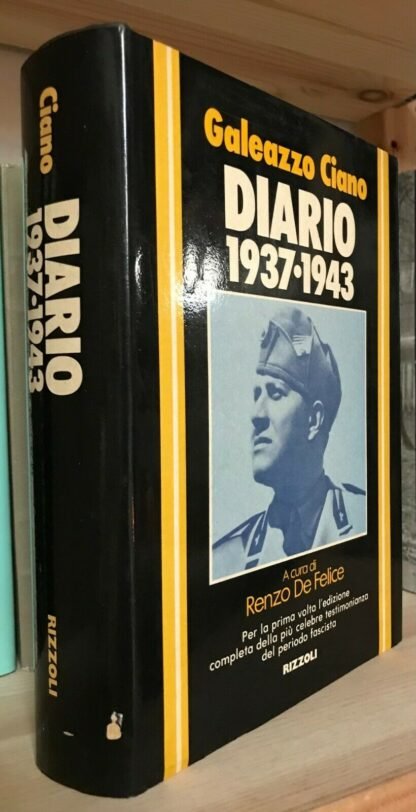 Ciano
DIARIO
1937-1943
RIZZOLI
Galeazzo Ciano
DIARIO
1937•1943
A cura di
Renzo De Felice
Per la prima volta l'edizione
completa della più celebre testimonianza
del periodo fascista
RIZZOLI